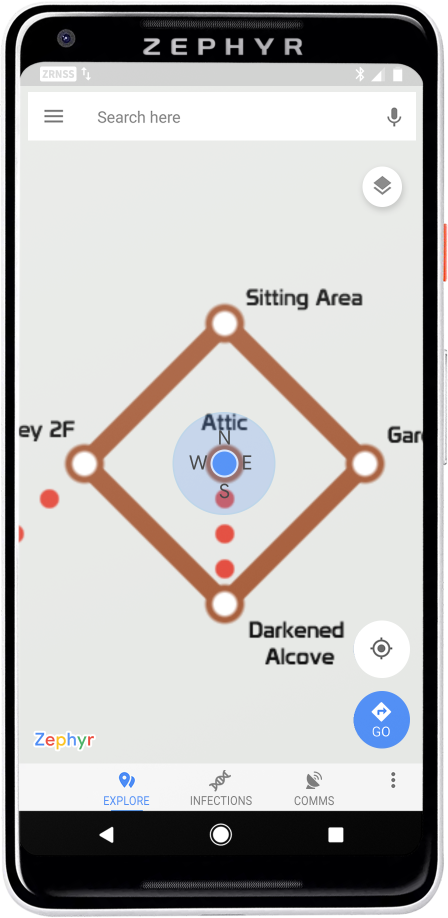 ZEPHYR
ZRNSS
Search here
Sitting Area
ey 2F
Attic
Gar
N
W E
S
Darkened
Alcove
GO
Zephyr
EXPLORE
INFECTIONS
COMMS